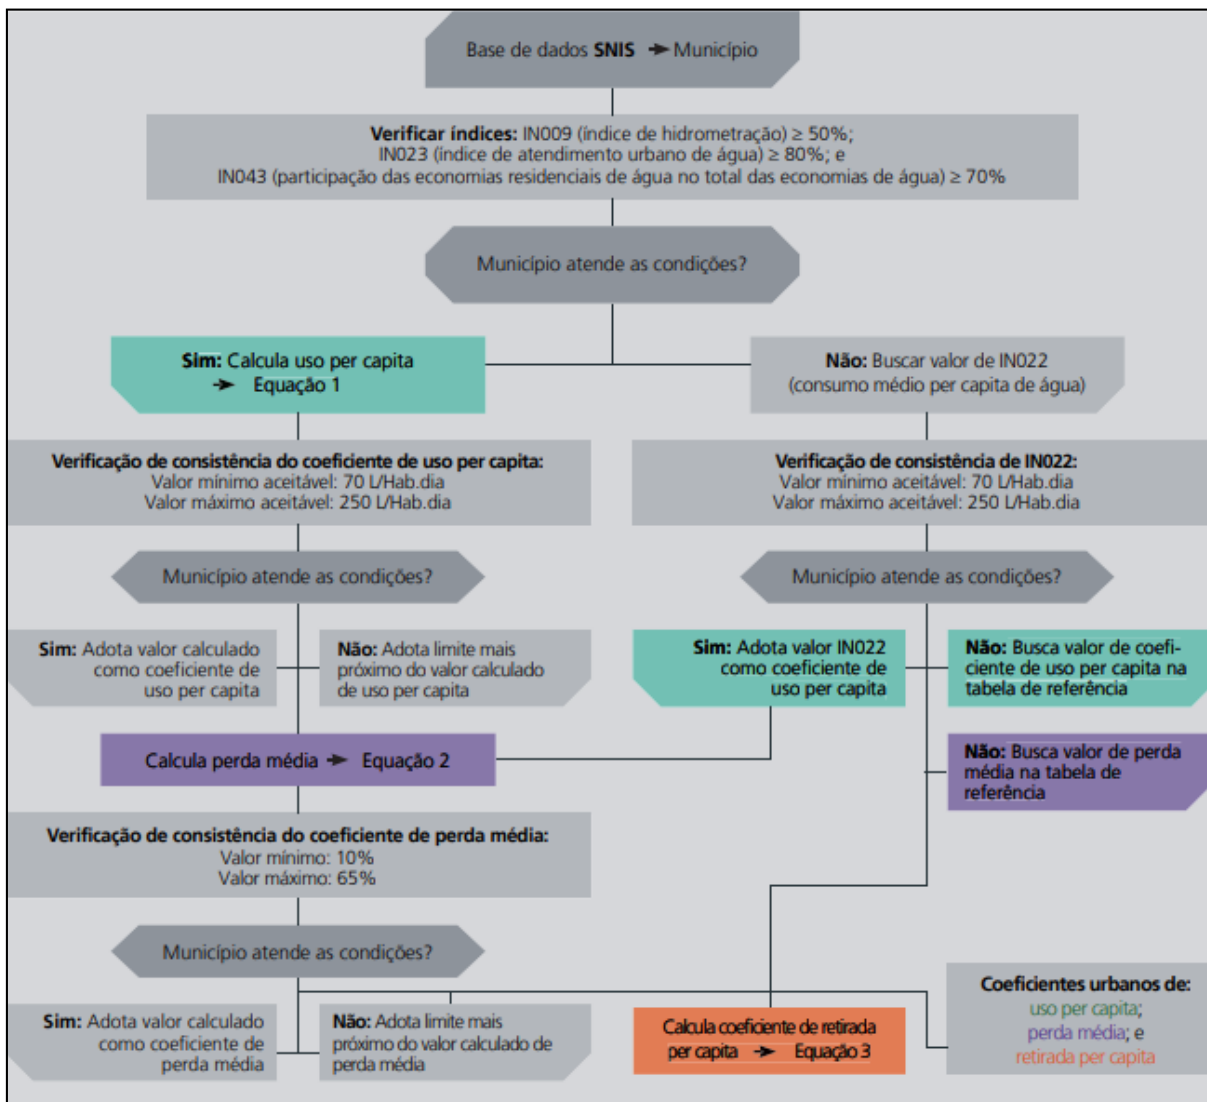 Base de dados SNIS → Município
Verificar índices: IN009 (índice de hidrometração) ≥ 50%;
IN023 (índice de atendimento urbano de água) ≥ 80%; e
IN043 (participação das economias residenciais de água no total das economias de água) ≥ 70%
Município atende as condições?
Sim: Calcula uso per capita
→ Equação 1
Não: Buscar valor de IN022
(consumo médio per capita de água)
Verificação de consistência do coeficiente de uso per capita:
Valor mínimo aceitável: 70 L/Hab.dia
Valor máximo aceitável: 250 L/Hab.dia
Verificação de consistência de IN022:
Valor mínimo aceitável: 70 L/Hab.dia
Valor máximo aceitável: 250 L/Hab.dia
Município atende as condições?
Município atende as condições?
Sim: Adota valor calculado
como coeficiente de
uso per capita
Não: Adota limite mais
próximo do valor calculado
de uso per capita
Sim: Adota valor IN022
como coeficiente de
uso per capita
Não: Busca valor de coefi-
ciente de uso per capita na
tabela de referência
Calcula perda média → Equação 2
Não: Busca valor de perda
média na tabela de
referência
Verificação de consistência do coeficiente de perda média:
Valor mínimo: 10%
Valor máximo: 65%
Município atende as condições?
Sim: Adota valor calculado
como coeficiente de
perda média
Não: Adota limite mais
próximo do valor calculado de
perda média
Calcula coeficiente de retirada
per capita → Equação 3
Coeficientes urbanos de:
uso per capita;
perda média; e
retirada per capita